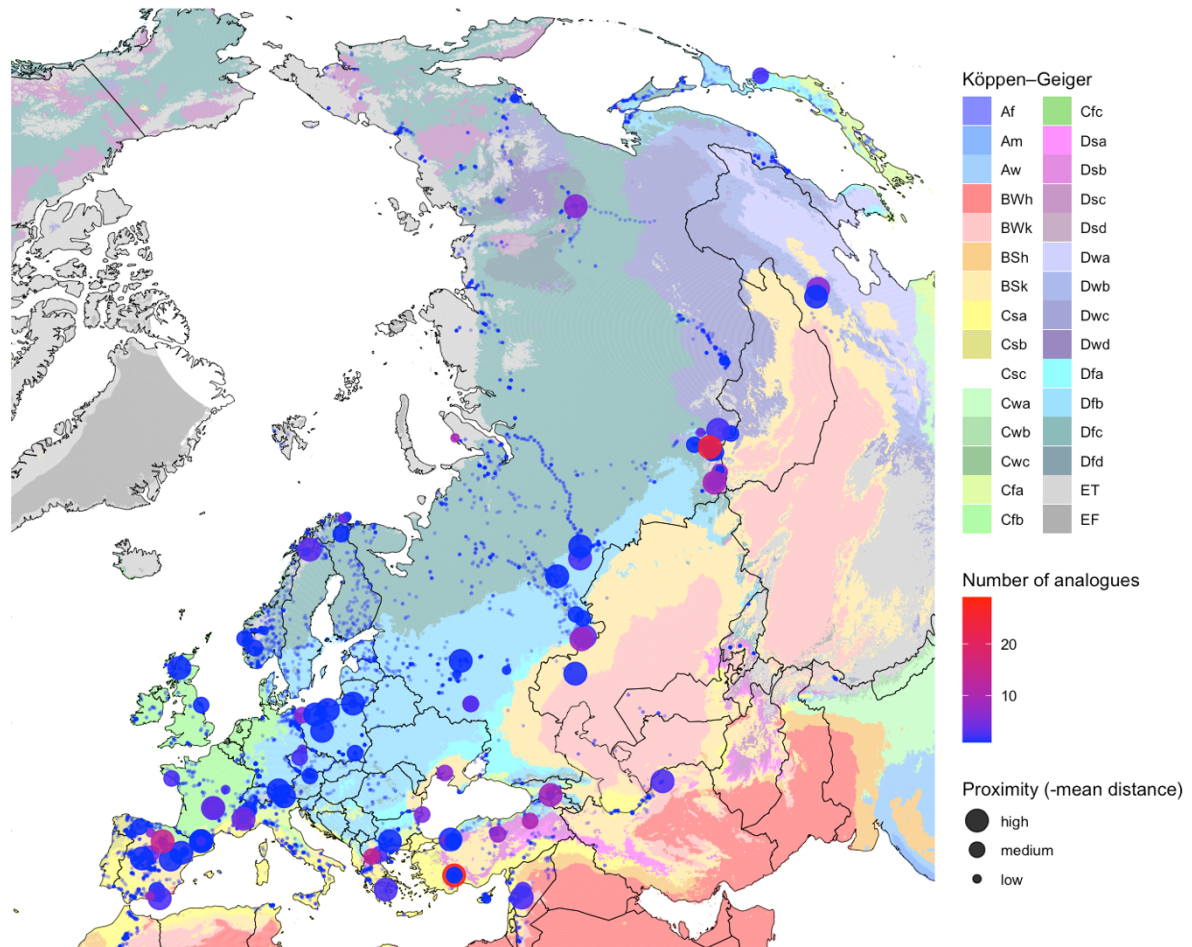 Köppen–Geiger
Af Cfc
Am Dsa
Aw Dsb
BWh Dsc
BWk Dsd
BSh Dwa
BSk Dwb
Csa Dwc
Csb Dwd
Csc Dfa
Cwa Dfb
Cwb Dfc
Cwc Dfd
Cfa ET
Cfb EF
Number of analogues
20
10
Proximity (-mean distance)
high
medium
low